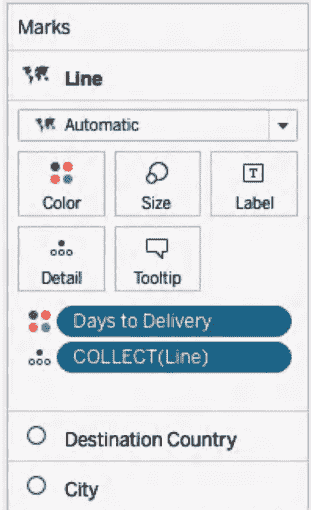 Marks
Line
Automatic
Color Size Label
T
Detail Tooltip
Days to Delivery
COLLECT(Line)
Destination Country
City